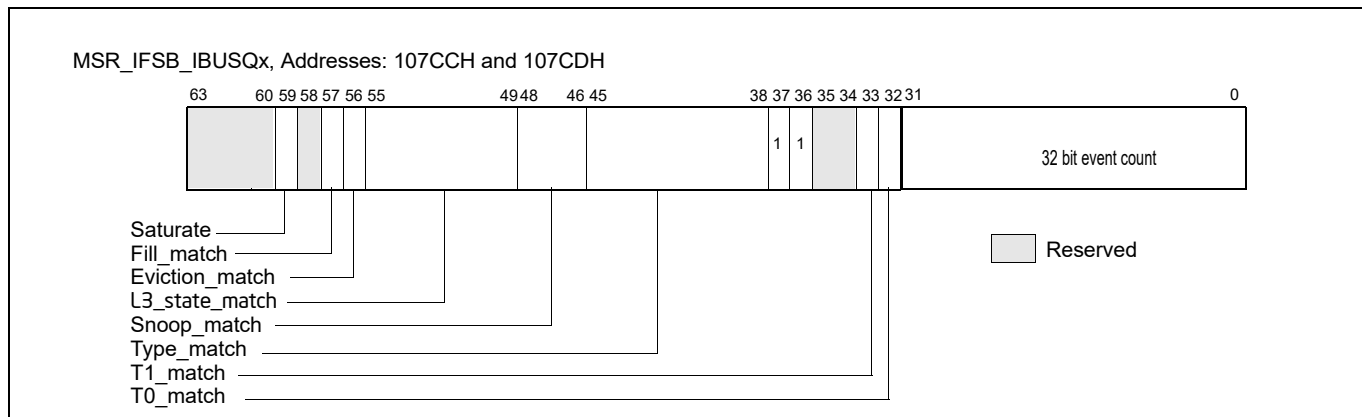 MSR_IFSB_IBUSQx, Addresses: 107CCH and 107CDH
63 60 59 58 57 56 55 49 48 46 45 38 37 36 35 34 33 32 31 0
1 1 32 bit event count
Saturate
Fill_match
Eviction_match
L3_state_match
Snoop_match
Type_match
T1_match
T0_match
Reserved